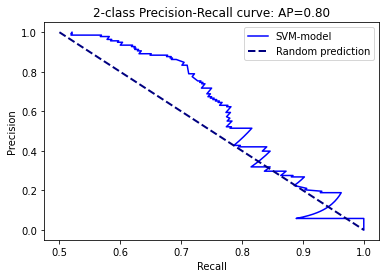 2-class Precision-Recall curve: AP=0.80
SVM-model
Random prediction
Precision
1.0
0.8
0.6
0.4
0.2
0.0
0.5
0.6
0.7
0.8
0.9
1.0
Recall